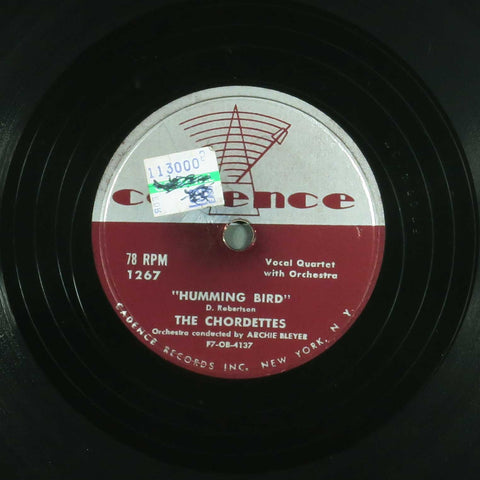 113000
cadence
78 RPM
1267
Vocal Quartet
with Orchestra
"HUMMING BIRD"
D. Robertson
THE CHORDETTES
Orchestra conducted by ARCHIE BLEYER
F7-OB-4137
CADENCE RECORDS INC. NEW YORK, N. Y.